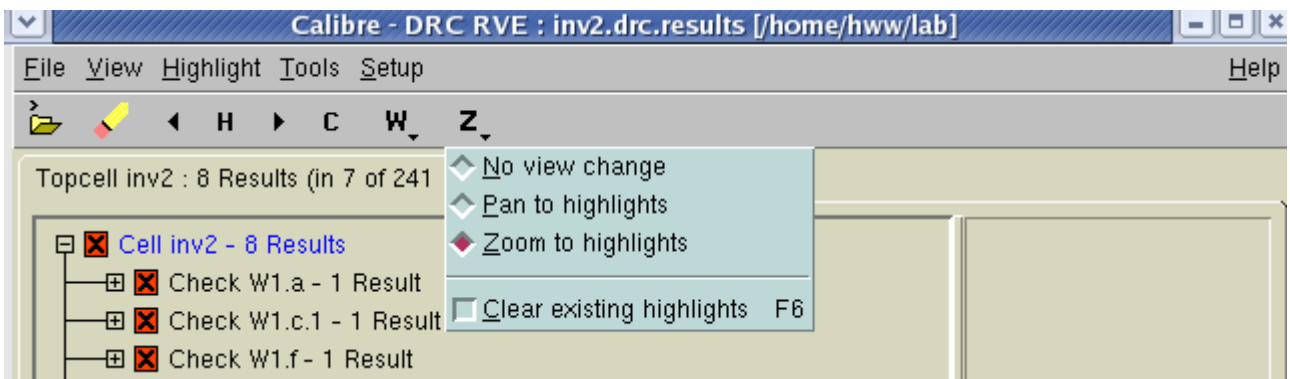 Calibre - DRC RVE : inv2.drc.results [/home/hww/lab]
File View Highlight Tools Setup Help
H C W Z
Topcell inv2 : 8 Results (in 7 of 241
No view change
Pan to highlights
Zoom to highlights
Clear existing highlights F6
Cell inv2 - 8 Results
Check W1.a - 1 Result
Check W1.c.1 - 1 Result
Check W1.f - 1 Result